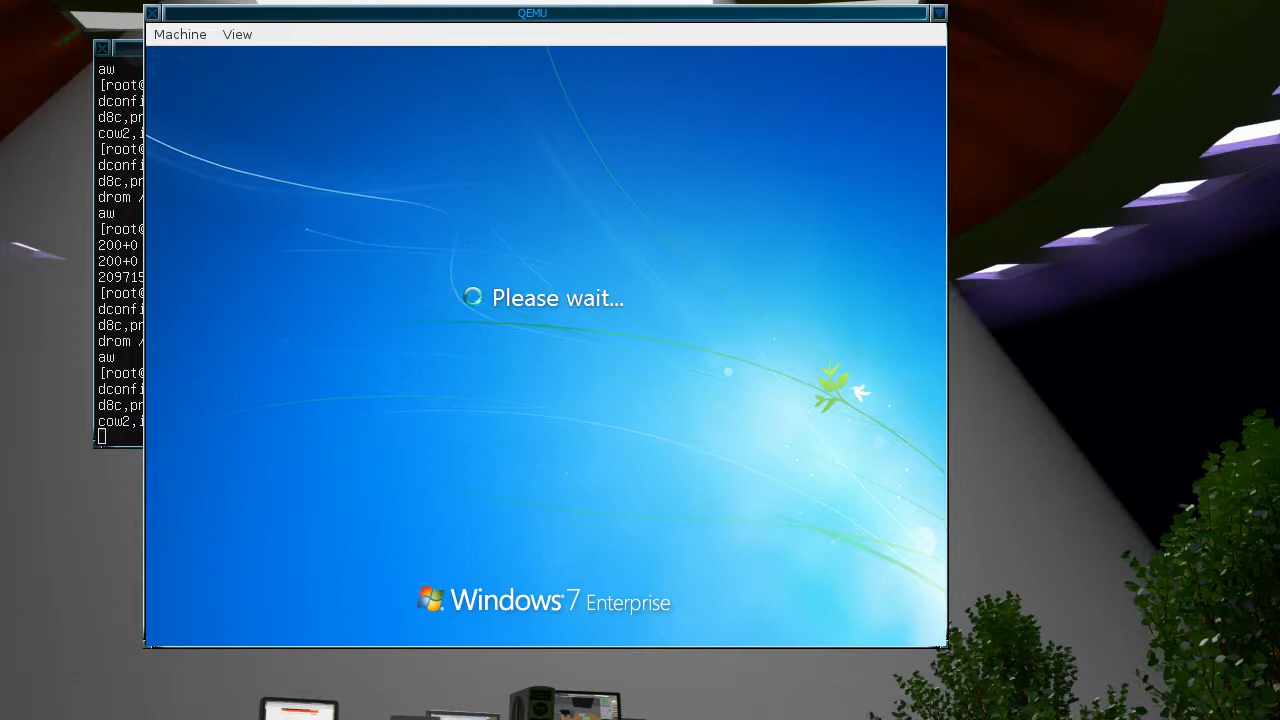 QEMU
Machine View
aw
[root@
dconfi
d8c,pr
cow2,i
[root@
dconfi
d8c,pr
drom /
aw
[root@
200+0
200+0
209715
[root@
dconfi
d8c,pr
drom /
aw
[root@
dconfi
d8c,pr
cow2,i
Please wait...
Windows 7 Enterprise